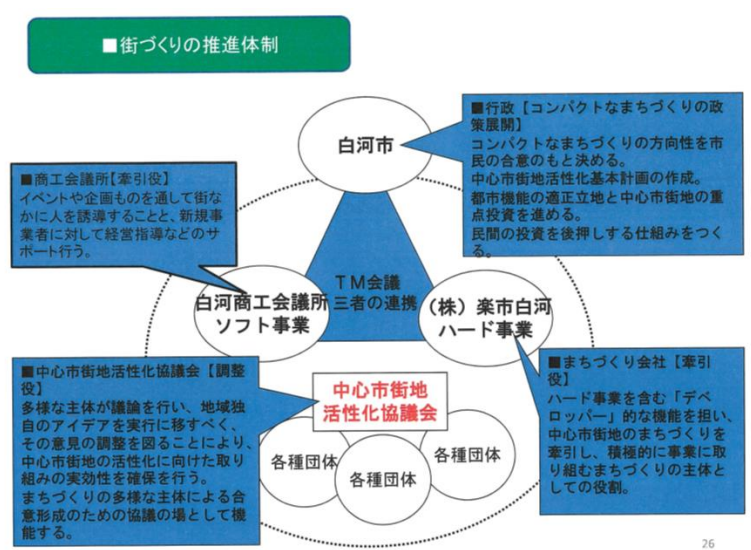 ■街づくりの推進体制
白河市
■行政【コンパクトなまちづくりの政
策展開】
コンパクトなまちづくりの方向性を市
民の合意のもと決める。
中心市街地活性化基本計画の作成。
都市機能の適正立地と中心市街地の重
点投資を進める。
民間の投資を後押しする仕組みをつく
る。
■商工会議所【牽引役】
イベントや企画ものを通して街な
かに人を誘導することと、新規事
業者に対して経営指導などのサ
ポート行う。
TM会議
三者の連携
白河商工会議所
ソフト事業
(株)楽市白河
ハード事業
■中心市街地活性化協議会【調整
役】
多様な主体が議論を行い、地域独
自のアイデアを実行に移すべく、
その意見の調整を図ることにより、
中心市街地の活性化に向けた取り
組みの実効性を確保を行う。
まちづくりの多様な主体による合
意形成のための協議の場として機
能する。
中心市街地
活性化協議会
各種団体
各種団体
各種団体
■まちづくり会社【牽引
役】
ハード事業を含む「デベ
ロッパー」的な機能を担い、
中心市街地のまちづくりを
牽引し、積極的に事業に取
り組むまちづくりの主体と
しての役割。
26